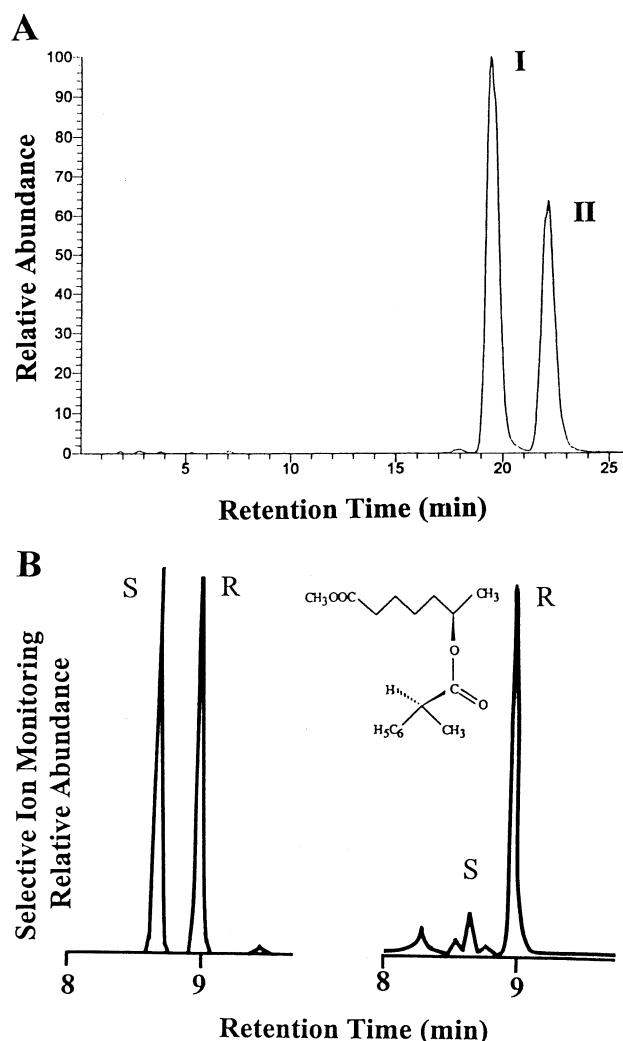 A
100
90
80
70
60
50
40
30
20
10
0
Relative Abundance
I
II
5 10 15 20 25
Retention Time (min)
B
S R
CH₃OOC CH₃
O
H C O
H₅C₆ CH₃
S
R
Selective Ion Monitoring
Relative Abundance
8 9
8 9
Retention Time (min)